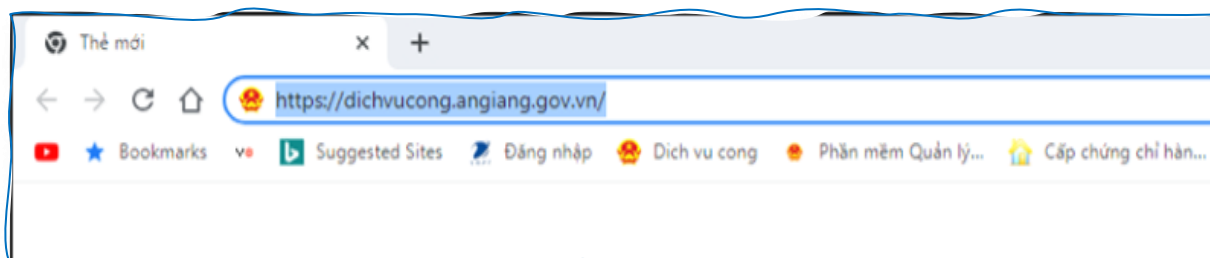 Thẻ mới
https://dichvucong.angiang.gov.vn/
Bookmarks Suggested Sites Đăng nhập Dich vu cong Phần mềm Quản lý... Cấp chứng chỉ hàn...